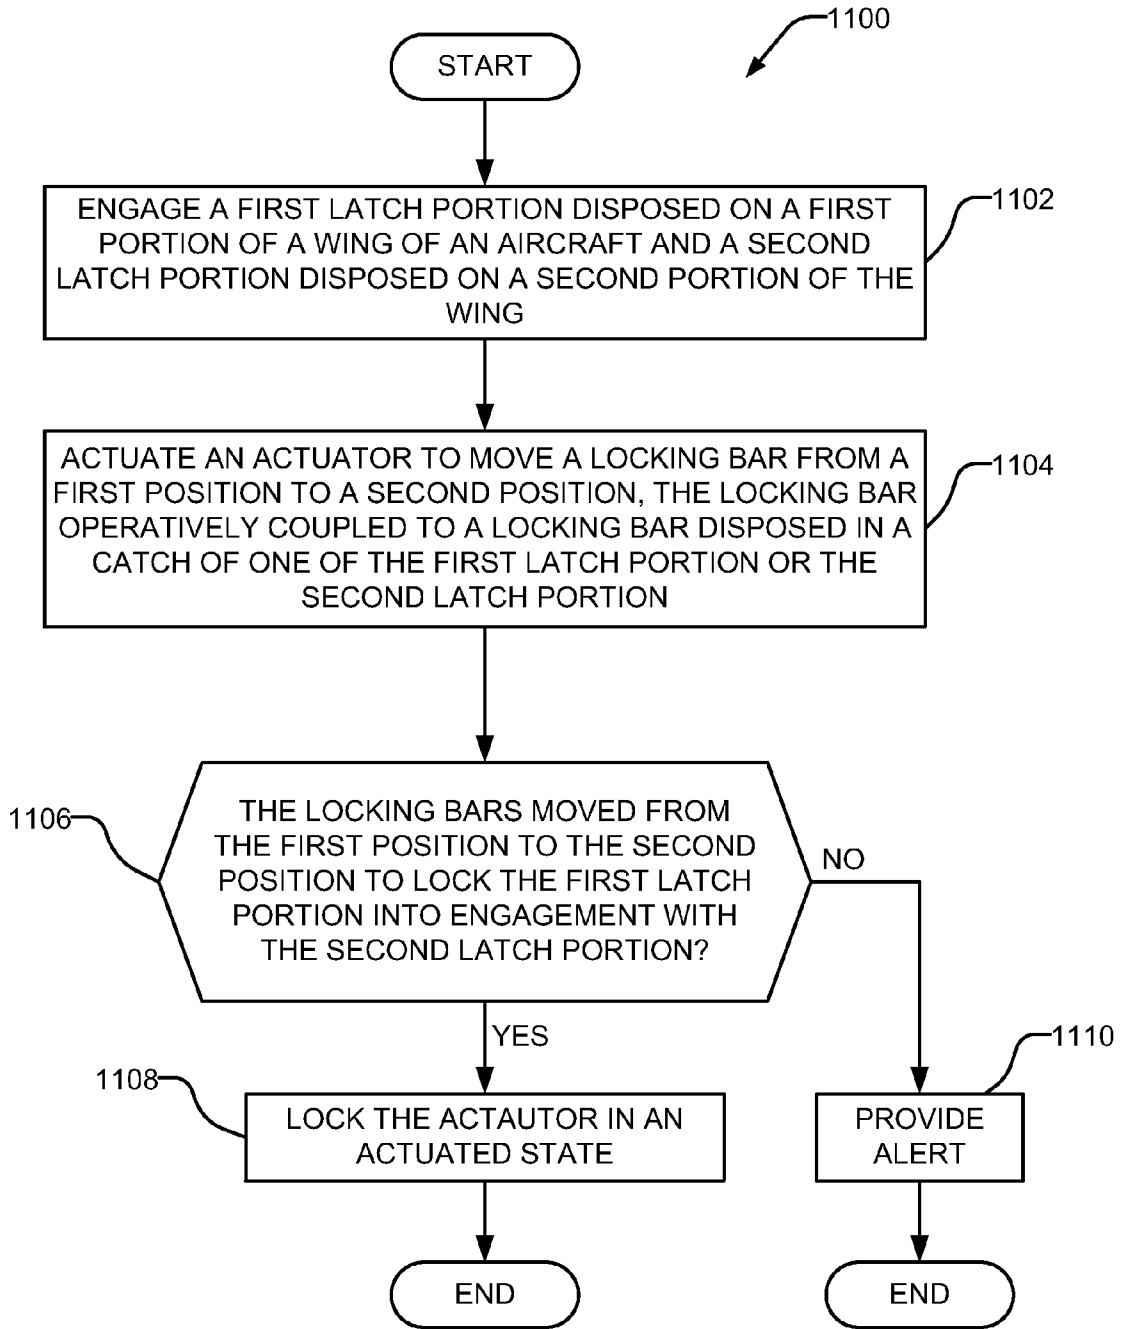 1100
START
ENGAGE A FIRST LATCH PORTION DISPOSED ON A FIRST
PORTION OF A WING OF AN AIRCRAFT AND A SECOND
LATCH PORTION DISPOSED ON A SECOND PORTION OF THE
WING
1102
ACTUATE AN ACTUATOR TO MOVE A LOCKING BAR FROM A
FIRST POSITION TO A SECOND POSITION, THE LOCKING BAR
OPERATIVELY COUPLED TO A LOCKING BAR DISPOSED IN A
CATCH OF ONE OF THE FIRST LATCH PORTION OR THE
SECOND LATCH PORTION
1104
1106
THE LOCKING BARS MOVED FROM
THE FIRST POSITION TO THE SECOND
POSITION TO LOCK THE FIRST LATCH
PORTION INTO ENGAGEMENT WITH
THE SECOND LATCH PORTION?
NO
YES
1108
LOCK THE ACTAUTOR IN AN
ACTUATED STATE
1110
PROVIDE
ALERT
END
END